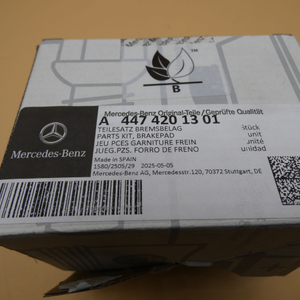 B
Mercedes-Benz Original-Teile/Geprüfte Qualität
A 447 420 13 01
TEILESATZ BREMSBELAG Stück
PARTS KIT, BRAKEPAD unit
JEU PCES GARNITURE FREIN unité
JUEG.PZS. FORRO DE FRENO unidad
Made in SPAIN
1580/2505/29 2025-05-05
Mercedes-Benz AG, Mercedesstr.120, 70372 Stuttgart, DE
Mercedes-Benz